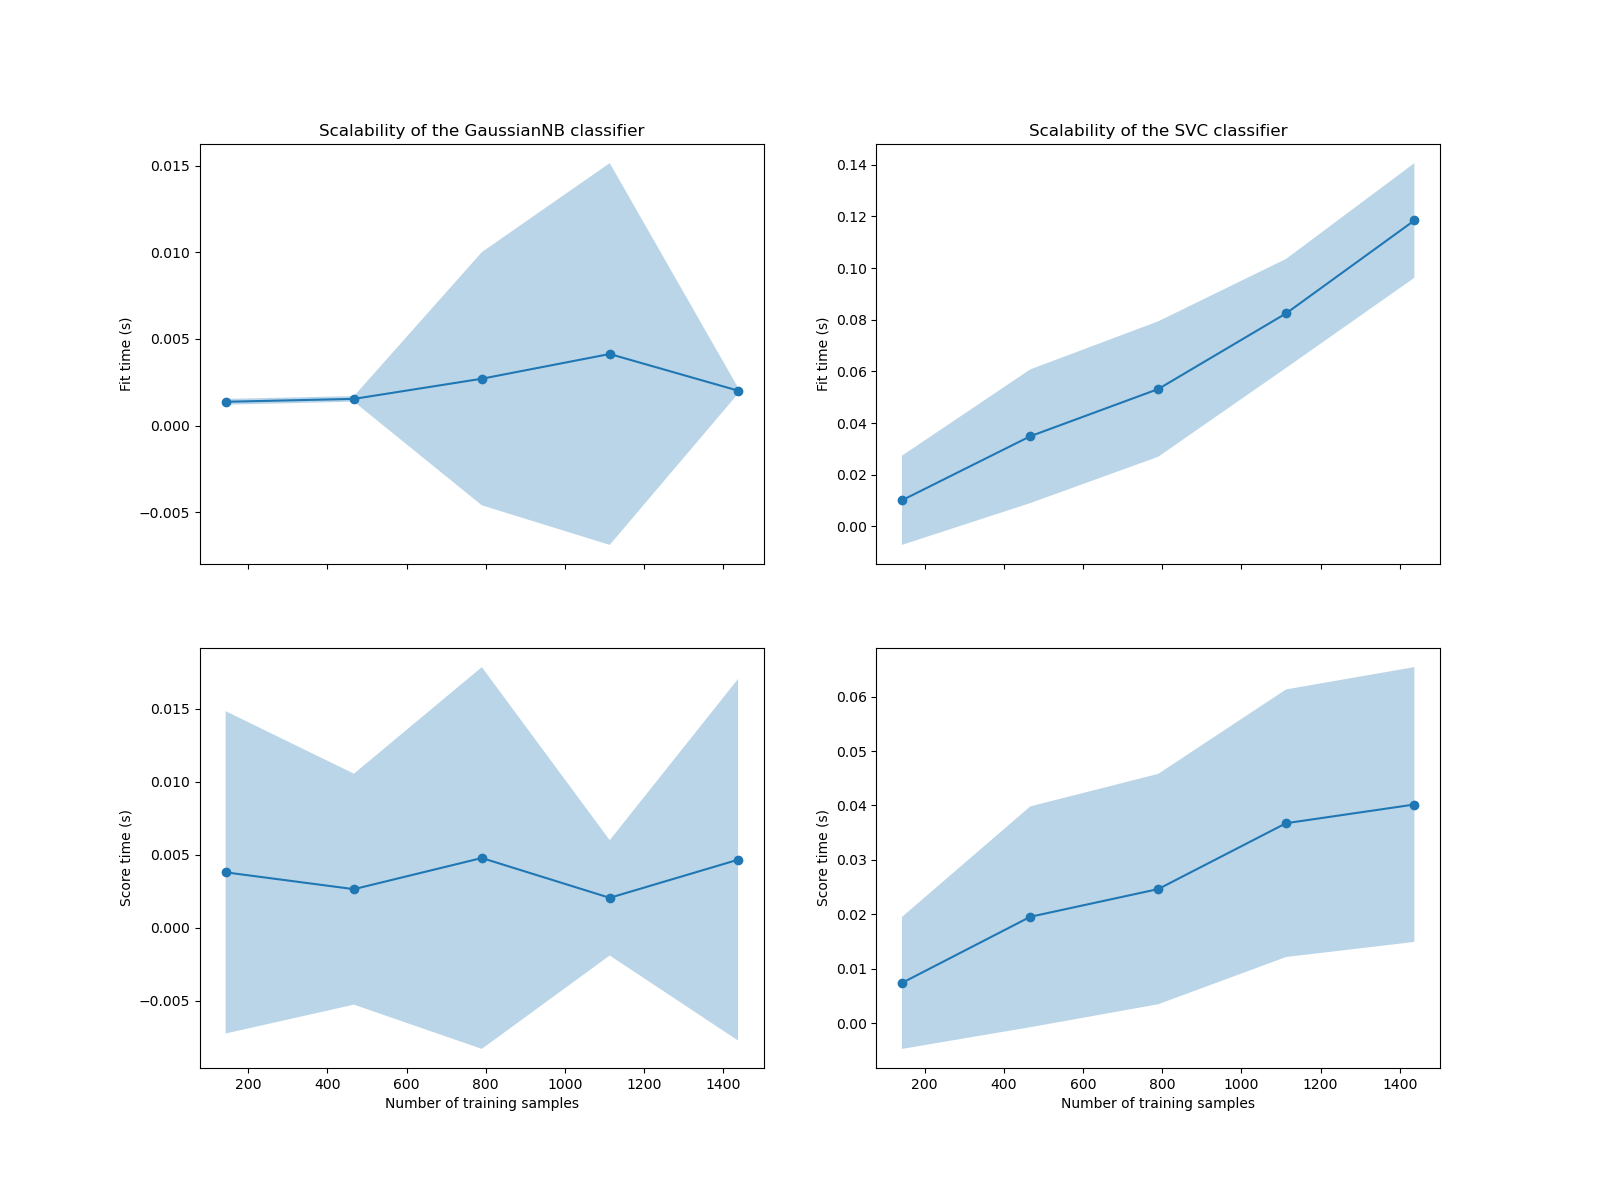 Scalability of the GaussianNB classifier
0.015
0.010
0.005
0.000
−0.005
Fit time (s)
Scalability of the SVC classifier
0.14
0.12
0.10
0.08
0.06
0.04
0.02
0.00
Fit time (s)
0.015
0.010
0.005
0.000
−0.005
Score time (s)
200 400 600 800 1000 1200 1400
Number of training samples
0.06
0.05
0.04
0.03
0.02
0.01
0.00
Score time (s)
200 400 600 800 1000 1200 1400
Number of training samples